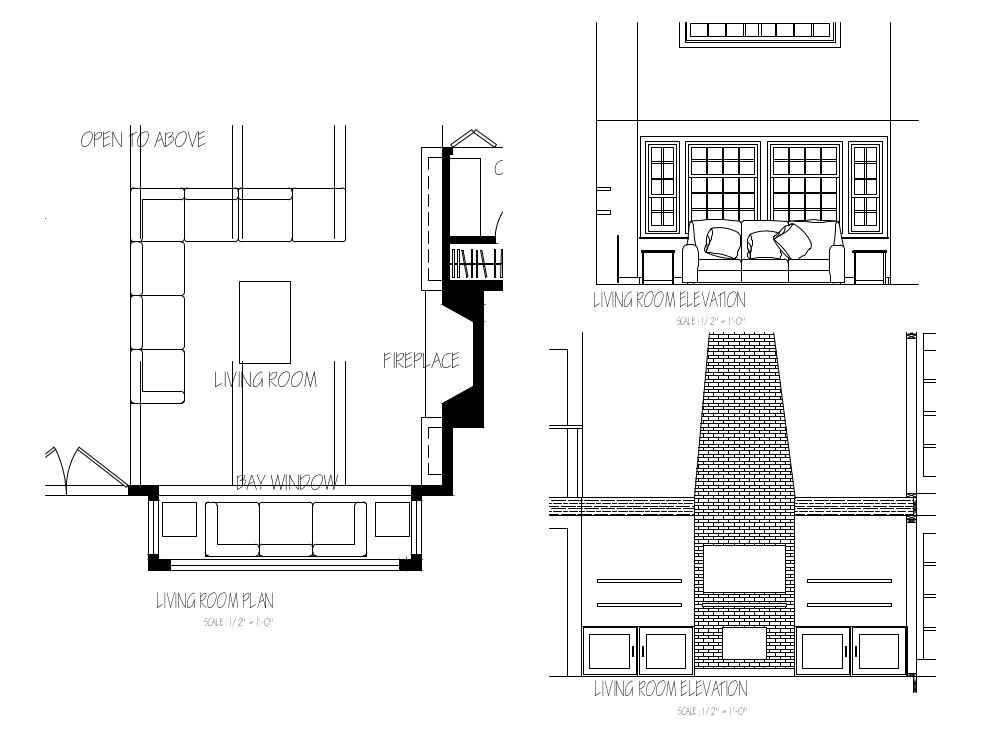 OPEN TO ABOVE
FIREPLACE
LIVING ROOM
BAY WINDOW
LIVING ROOM PLAN
SCALE : 1/2" = 1'-0"
LIVING ROOM ELEVATION
SCALE : 1/2" = 1'-0"
LIVING ROOM ELEVATION
SCALE : 1/2" = 1'-0"